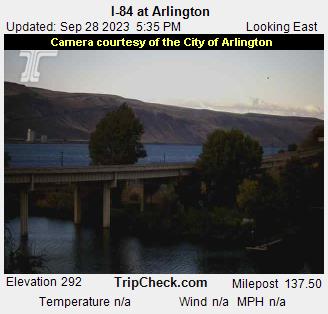 I-84 at Arlington
Updated: Sep 28 2023 5:35 PM Looking East
Camera courtesy of the City of Arlington
Elevation 292 TripCheck.com Milepost 137.50
Temperature n/a Wind n/a MPH n/a